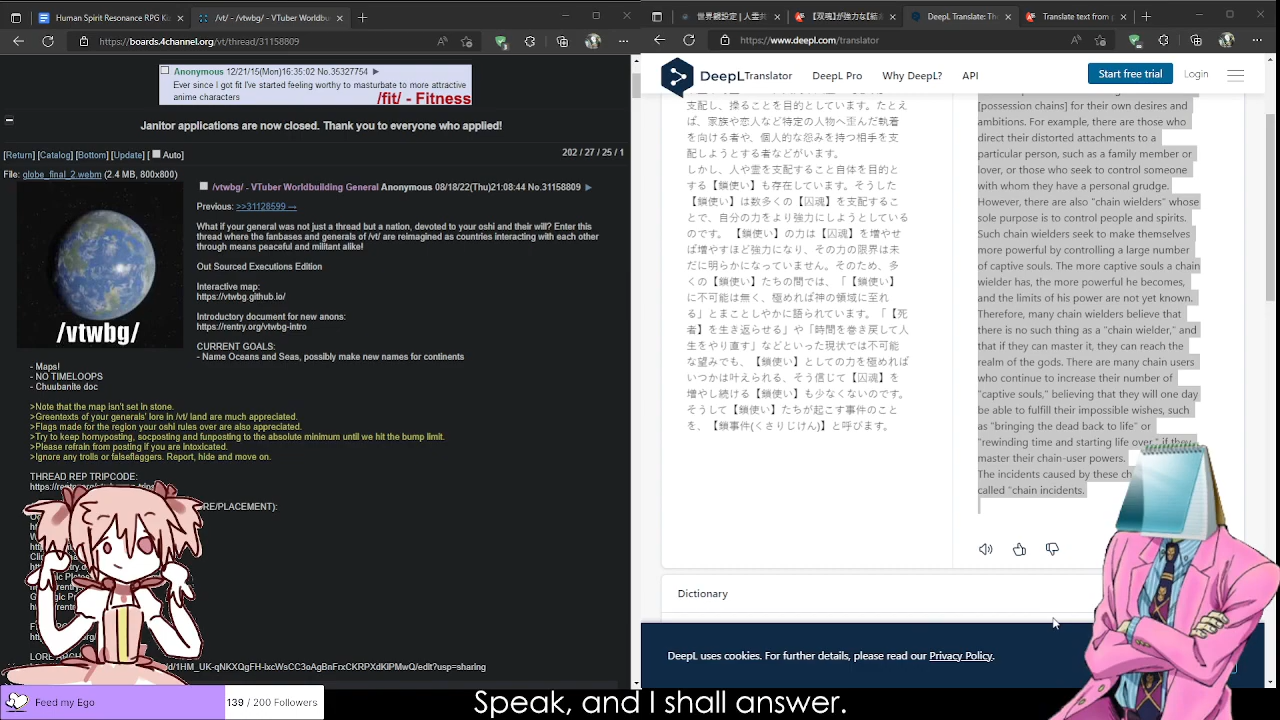 Human Spirit Resonance RPG Ki
/vt/ - /vtwbg/ - VTuber Worldbu
https://boards.4channel.org/vt/thread/31158809
Anonymous 12/21/15(Mon)16:35:02 No.35327754
Ever since I got fit I've started feeling worthy to masturbate to more attractive
anime characters
/fit/ - Fitness
Janitor applications are now closed. Thank you to everyone who applied!
[Return] [Catalog] [Bottom] [Update] [ Auto]
202 / 27 / 25 / 1
File: globe_final_2.webm (2.4 MB, 800x800)
/vtwbg/
/vtwbg/ - VTuber Worldbuilding General Anonymous 08/18/22(Thu)21:08:44 No.31158809
Previous: >>31128599 →
What if your general was not just a thread but a nation, devoted to your oshi and their will? Enter this
thread where the fanbases and generals of /vt/ are reimagined as countries interacting with each other
through means peaceful and militant alike!
Out Sourced Executions Edition
Interactive map:
https://vtwbg.github.io/
Introductory document for new anons:
https://rentry.org/vtwbg-intro
CURRENT GOALS:
- Name Oceans and Seas, possibly make new names for continents
- Maps!
- NO TIMELOOPS
- Chuubanite doc
>Note that the map isn't set in stone.
>Greentexts of your generals' lore in /vt/ land are much appreciated.
>Flags made for the region your oshi rules over are also appreciated.
>Try to keep hornyposting, socposting and funposting to the absolute minimum until we hit the bump limit.
>Please refrain from posting if you are intoxicated.
>Ignore any trolls or falseflaggers. Report, hide and move on.
THREAD REP TRIPCODE:
RE/PLACEMENT):
d/1HM_UK-qNKXQgFH-lxcWsCC3oAgBnFrxCKRPXdKlPMwQ/edit?usp=sharing
Feed my Ego
139 / 200 Followers
世界観設定 | 人霊共
【双魂】が強力な【結
DeepL Translate: Th
Translate text from
https://www.deepl.com/translator
DeepL
Translator
DeepL Pro
Why DeepL?
API
Start free trial
Login
支配し、操ることを目的としています。たとえ
ば、家族や恋人など特定の人物へ歪んだ執着
を向ける者や、個人的な怨みを持つ相手を支
配しようとする者などがいます。
しかし、人や霊を支配すること自体を目的と
する【鎖使い】も存在しています。そうした
【鎖使い】は数多くの【囚魂】を支配するこ
とで、自分の力をより強力にしようとしている
のです。 【鎖使い】の力は【囚魂】を増やせ
ば増やすほど強力になり、その力の限界は未
だに明らかになっていません。そのため、多
くの【鎖使い】たちの間では、「【鎖使い】
に不可能は無く、極めれば神の領域に至れ
る」とまことしやかに語られています。「【死
者】を生き返らせる」や「時間を巻き戻して人
生をやり直す」などといった現状では不可能
な望みでも、【鎖使い】としての力を極めれば
いつかは叶えられる、そう信じて【囚魂】を
増やし続ける【鎖使い】も少なくないのです。
そうして【鎖使い】たちが起こす事件のこと
を、【鎖事件(くさりじけん)】と呼びます。
[possession chains] for their own desires and
ambitions. For example, there are those who
direct their distorted attachments to a
particular person, such as a family member or
lover, or those who seek to control someone
with whom they have a personal grudge.
However, there are also "chain wielders" whose
sole purpose is to control people and spirits.
Such chain wielders seek to make themselves
more powerful by controlling a large number
of captive souls. The more captive souls a chain
wielder has, the more powerful he becomes,
and the limits of his power are not yet known.
Therefore, many chain wielders believe that
there is no such thing as a "chain wielder," and
that if they can master it, they can reach the
realm of the gods. There are many chain users
who continue to increase their number of
"captive souls," believing that they will one day
be able to fulfill their impossible wishes, such
as "bringing the dead back to life" or
"rewinding time and starting life over," if they
master their chain-user powers.
The incidents caused by these
called "chain incidents.
Dictionary
DeepL uses cookies. For further details, please read our Privacy Policy.
Speak, and I shall answer.